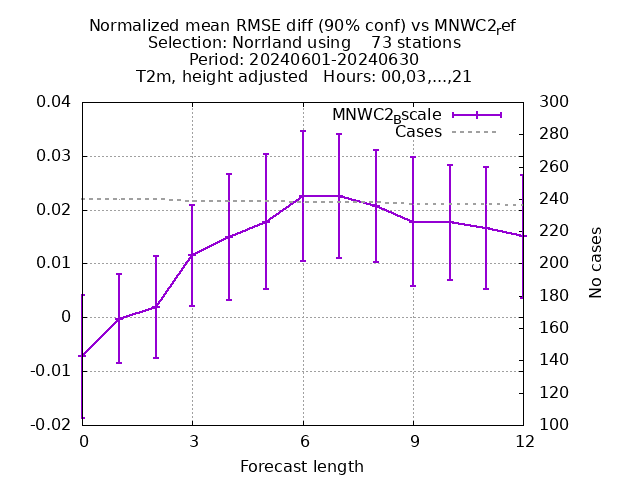 Normalized mean RMSE diff (90% conf) vs MNWC2ref
Selection: Norrland using    73 stations
Period: 20240601-20240630
T2m, height adjusted   Hours: 00,03,...,21
MNWC2Bscale
Cases
0.04
0.03
0.02
0.01
0
-0.01
-0.02
300
280
260
240
220
200
180
160
140
120
100
No cases
0 3 6 9 12
Forecast length